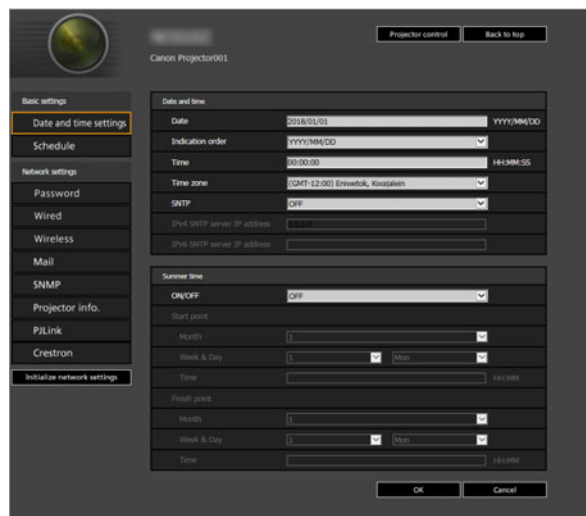 Projector control Back to top
Canon Projector001
Basic settings
Date and time settings
Schedule
Network settings
Password
Wired
Wireless
Mail
SNMP
Projector info.
PJLink
Crestron
Initialize network settings
Date and time
Date 2018/01/01 YYYY/MM/DD
Indication order YYYY/MM/DD
Time 00:00:00 HH:MM:SS
Time zone (GMT-12:00) Eniwetok, Kwajalein
SNTP OFF
IPv4 SNTP server IP address
IPv6 SNTP server IP address
Summer time
ON/OFF OFF
Start point
Month 1
Week & Day 1 Mon
Time HH:MM
Finish point
Month 1
Week & Day 1 Mon
Time HH:MM
OK Cancel